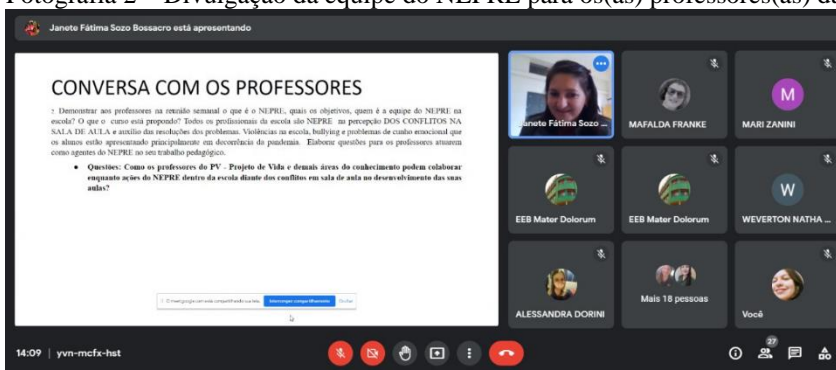 Fotografia 2 – Divulgação da equipe do NEPRE para os(as) professores(as) da
Janete Fátima Sozo Bossacro está apresentando
CONVERSA COM OS PROFESSORES
Demonstrar aos professores na reunião semanal o que é o NEPRE, quais os objetivos, quem é a equipe do NEPRE na
escola? O que o curso está propondo? Todos os profissionais da escola são NEPRE na percepção DOS CONFLITOS NA
SALA DE AULA e auxílio das resoluções dos problemas. Violências na escola, bullying e problemas de cunho emocional que
os alunos estão apresentando principalmente em decorrência da pandemia. Elabore questões para os professores atuarem
como agentes do NEPRE no seu trabalho pedagógico.
• Questões: Como os professores do PV - Projeto de Vida e demais áreas do conhecimento podem colaborar
enquanto ações do NEPRE dentro da escola diante dos conflitos em sala de aula no desenvolvimento das suas
aulas?
Janete Fátima Sozo ...
MAFALDA FRANKE
M
MARI ZANINI
EEB Mater Dolorum
EEB Mater Dolorum
W
WEVERTON NATHA ...
ALESSANDRA DORINI
Mais 18 pessoas
Você
14:09 | yvn-mcfx-hst
27